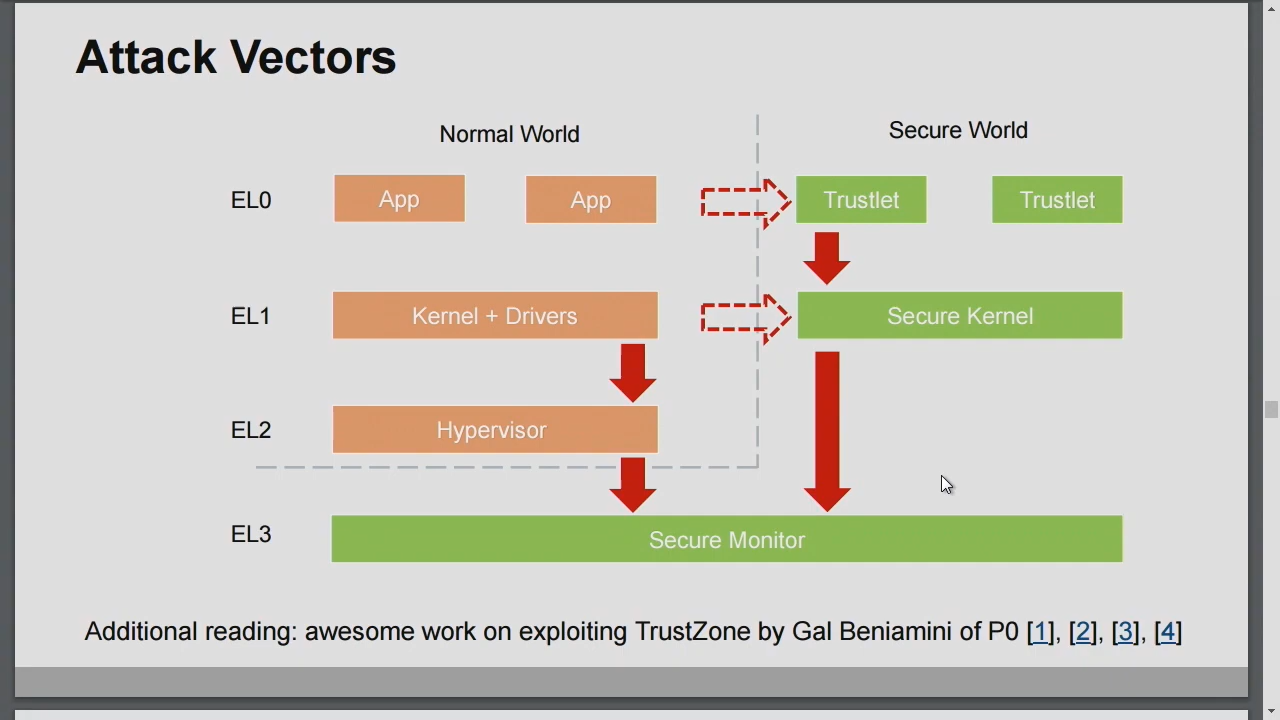 Attack Vectors
Normal World
Secure World
EL0
App
App
Trustlet
Trustlet
EL1
Kernel + Drivers
Secure Kernel
EL2
Hypervisor
EL3
Secure Monitor
Additional reading: awesome work on exploiting TrustZone by Gal Beniamini of P0 [1], [2], [3], [4]